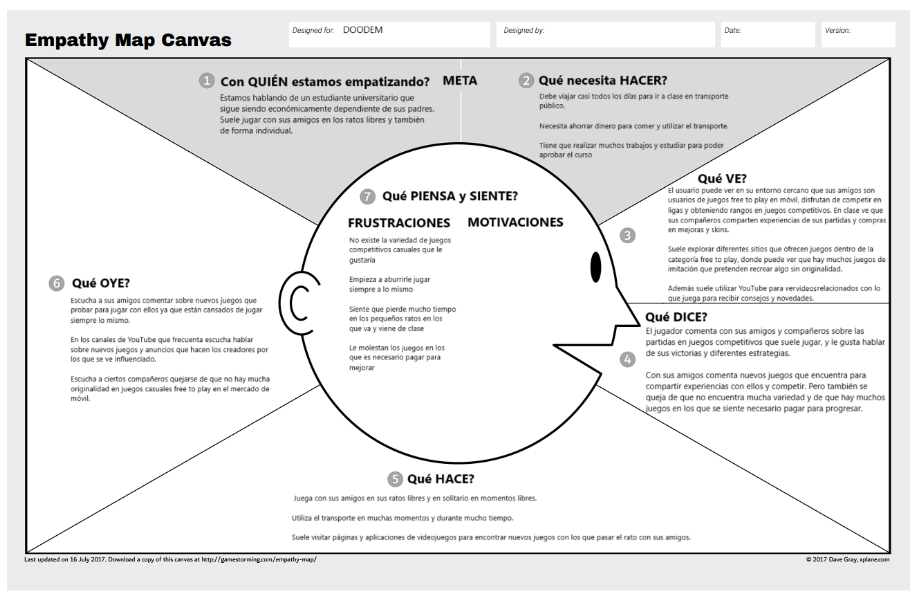 Empathy Map Canvas
Designed for: DOODEM
Designed by:
Date:
Version:
1 Con QUIÉN estamos empatizando? META
Estamos hablando de un estudiante universitario que
sigue siendo económicamente dependiente de sus padres.
Suele jugar con sus amigos en los ratos libres y también
de forma individual.
2 Qué necesita HACER?
Debe viajar casi todos los días para ir a clase en transporte
público.
Necesita ahorrar dinero para comer y utilizar el transporte.
Tiene que realizar muchos trabajos y estudiar para poder
aprobar el curso
Qué VE?
3
El usuario puede ver en su entorno cercano que sus amigos son
usuarios de juegos free to play en móvil, disfrutan de competir en
ligas y obteniendo rangos en juegos competitivos. En clase ve que
sus compañeros comparten experiencias de sus partidas y compras
en mejoras y skins.
Suele explorar diferentes sitios que ofrecen juegos dentro de la
categoría free to play, donde puede ver que hay muchos juegos de
imitación que pretenden recrear algo sin originalidad.
Además suele utilizar YouTube para ver videosrelacionados con lo
que juega para recibir consejos y novedades.
Qué DICE?
4
El jugador comenta con sus amigos y compañeros sobre las
partidas en juegos competitivos que suele jugar, y le gusta hablar
de sus victorias y diferentes estrategias.
Con sus amigos comenta nuevos juegos que encuentra para
compartir experiencias con ellos y competir. Pero también se
queja de que no encuentra mucha variedad y de que hay muchos
juegos en los que se siente necesario pagar para progresar.
5 Qué HACE?
Juega con sus amigos en sus ratos libres y en solitario en momentos libres.
Utiliza el transporte en muchas momentos y durante mucho tiempo.
Suele visitar páginas y aplicaciones de videojuegos para encontrar nuevos juegos con los que pasar el rato con sus amigos.
6 Qué OYE?
Escucha a sus amigos comentar sobre nuevos juegos que
probar para jugar con ellos ya que están cansados de jugar
siempre lo mismo.
En los canales de YouTube que frecuenta escucha hablar
sobre nuevos juegos y anuncios que hacen los creadores por
los que se ve influenciado.
Escucha a ciertos compañeros quejarse de que no hay mucha
originalidad en juegos casuales free to play en el mercado de
móvil.
7 Qué PIENSA y SIENTE?
FRUSTRACIONES MOTIVACIONES
No existe la variedad de juegos
competitivos casuales que le
gustaría
Empieza a aburrirle jugar
siempre a lo mismo
Siente que pierde mucho tiempo
en los pequeños ratos en los
que va y viene de clase
Le molestan los juegos en los
que es necesario pagar para
mejorar
Last updated on 16 July 2017. Download a copy of this canvas at http://gamestorming.com/empathy-map/
© 2017 Dave Gray, xplane.com